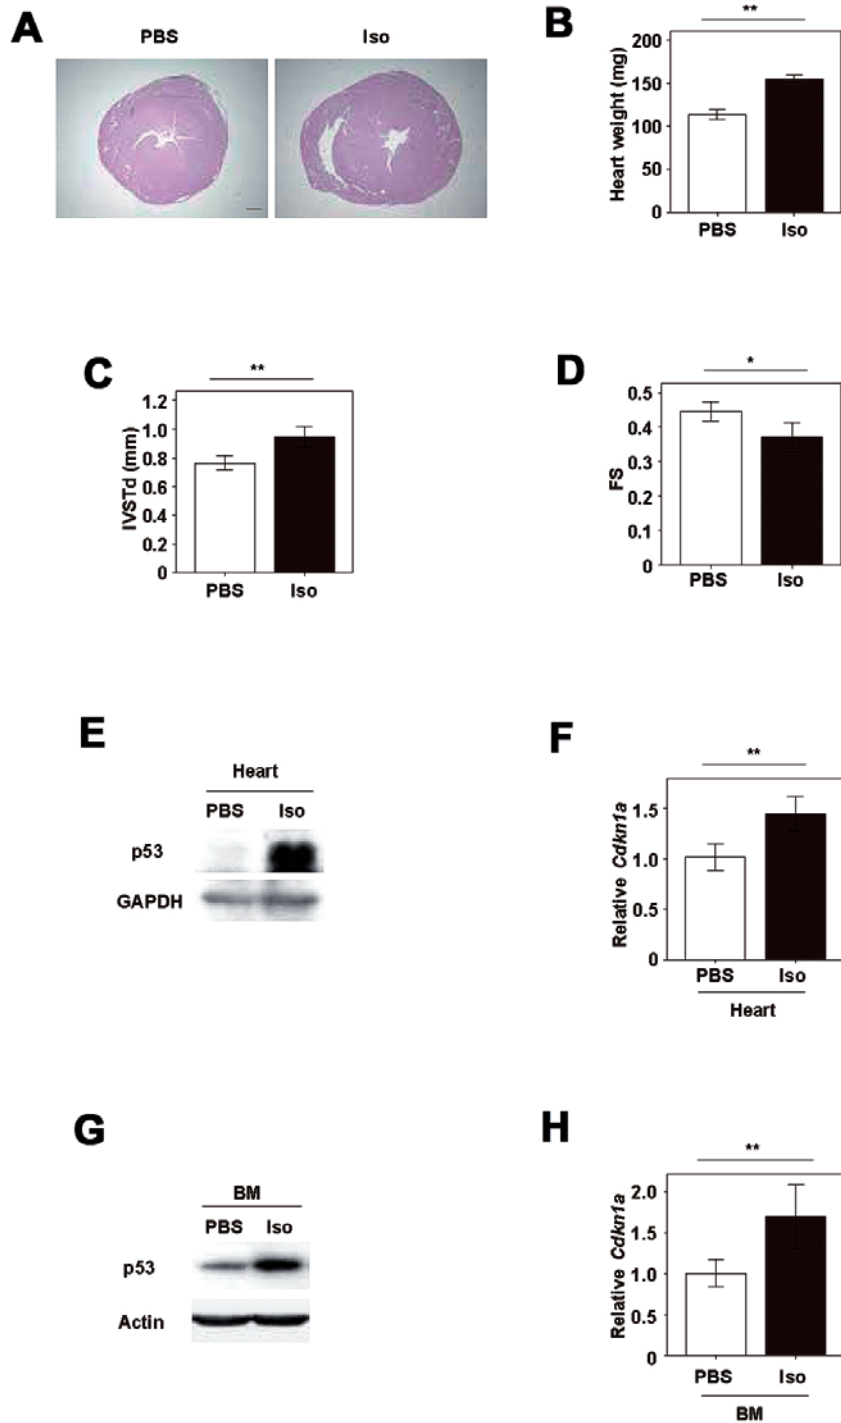 A
PBS Iso
B
**
Heart weight (mg)
200
150
100
50
0
PBS Iso
C
**
IVSTd (mm)
1.2
1.0
0.8
0.6
0.4
0.2
0
PBS Iso
D
*
FS
0.5
0.4
0.3
0.2
0.1
0
PBS Iso
E
Heart
PBS Iso
p53
GAPDH
F
**
Relative Cdkn1a
1.5
1.0
0.5
0
PBS Iso
Heart
G
BM
PBS Iso
p53
Actin
H
**
Relative Cdkn1a
2.0
1.5
1.0
0.5
0
PBS Iso
BM